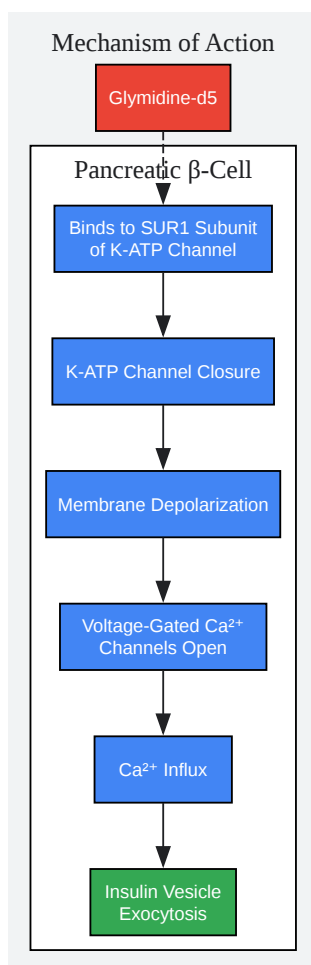 Mechanism of Action
Glymidine-d5
Pancreatic β-Cell
Binds to SUR1 Subunit
of K-ATP Channel
K-ATP Channel Closure
Membrane Depolarization
Voltage-Gated Ca²⁺
Channels Open
Ca²⁺ Influx
Insulin Vesicle
Exocytosis